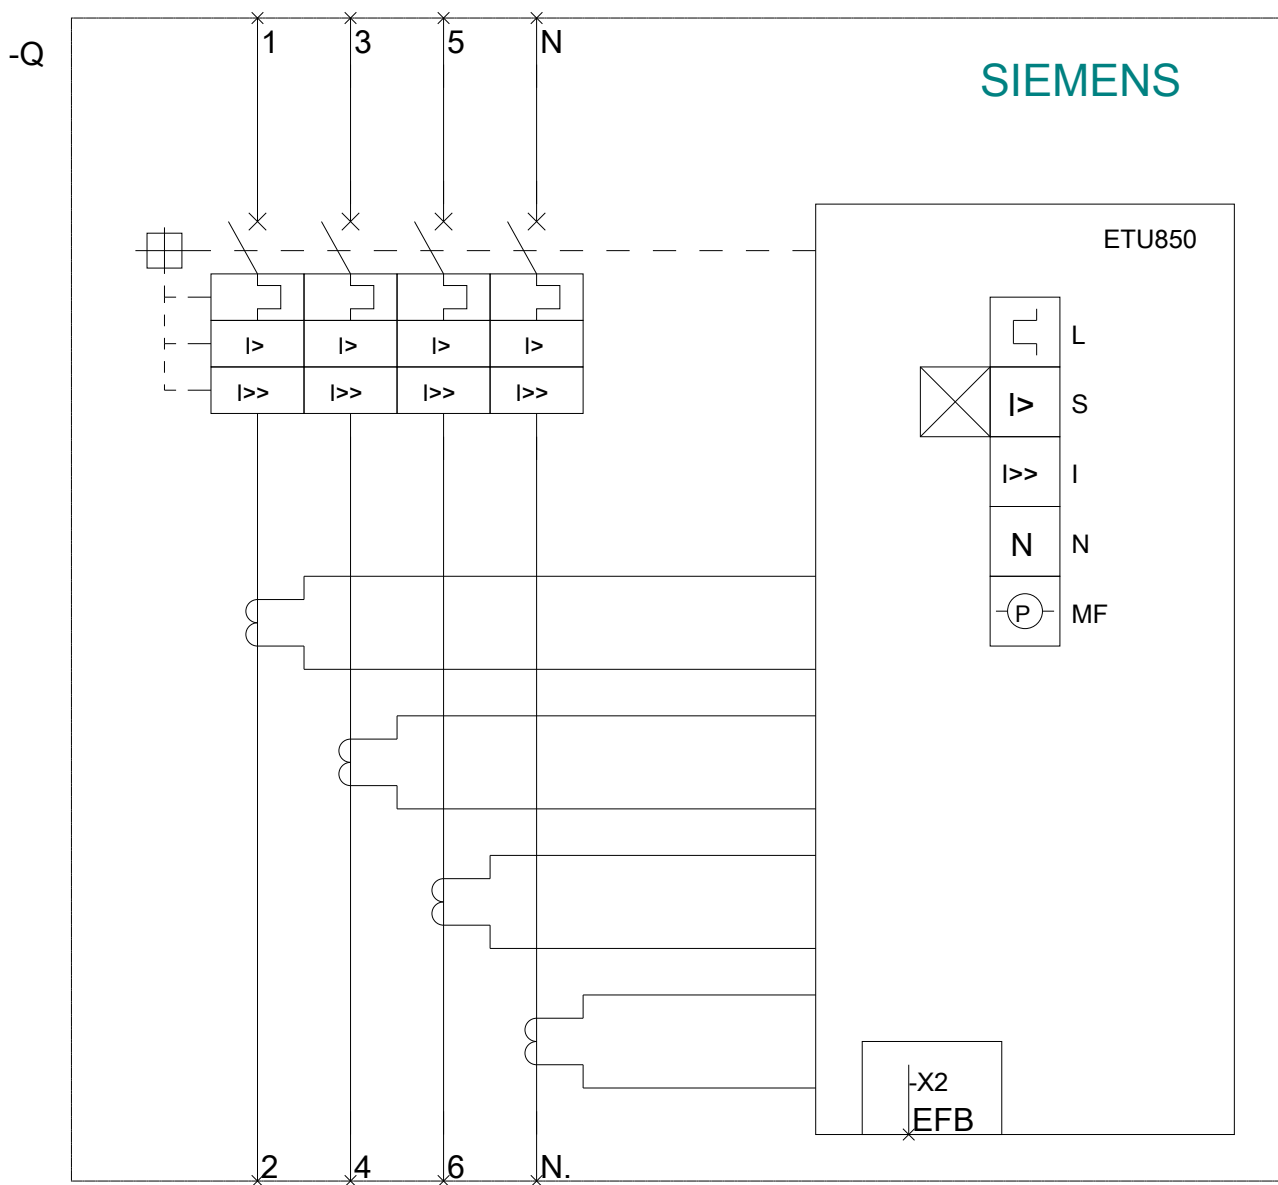 1 3 5 N
-Q
SIEMENS
ETU850
I> I> I> I>
I>> I>> I>> I>>
L
I> S
I>> I
N N
P MF
-X2
EFB
2 4 6 N.